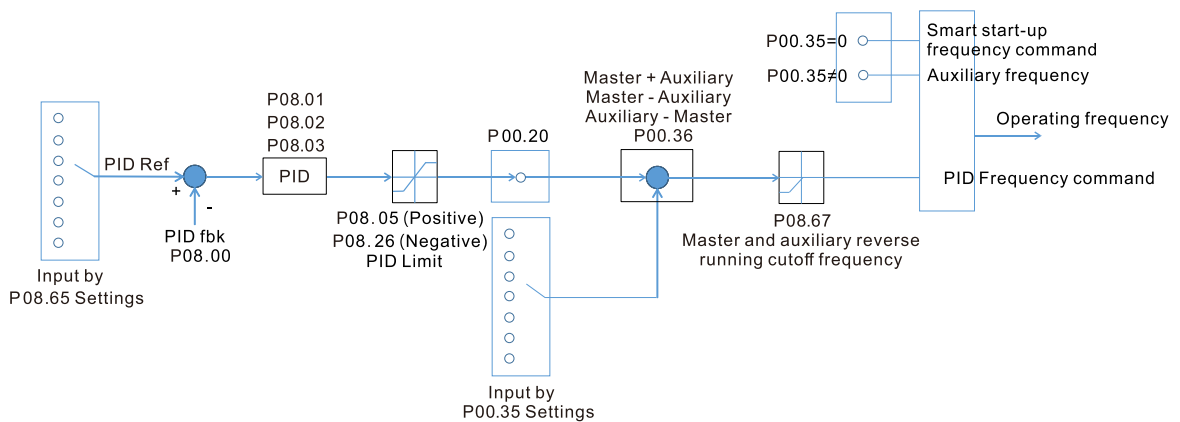 P00.35=0
Smart start-up
frequency command
P00.35≠0
Auxiliary frequency
Master + Auxiliary
Master - Auxiliary
Auxiliary - Master
P00.36
P08.01
P08.02
P08.03
P00.20
Operating frequency
PID Ref
PID
+
-
PID Frequency command
PID fbk
P08.00
P08.05 (Positive)
P08.26 (Negative)
PID Limit
P08.67
Master and auxiliary reverse
running cutoff frequency
Input by
P08.65 Settings
Input by
P00.35 Settings